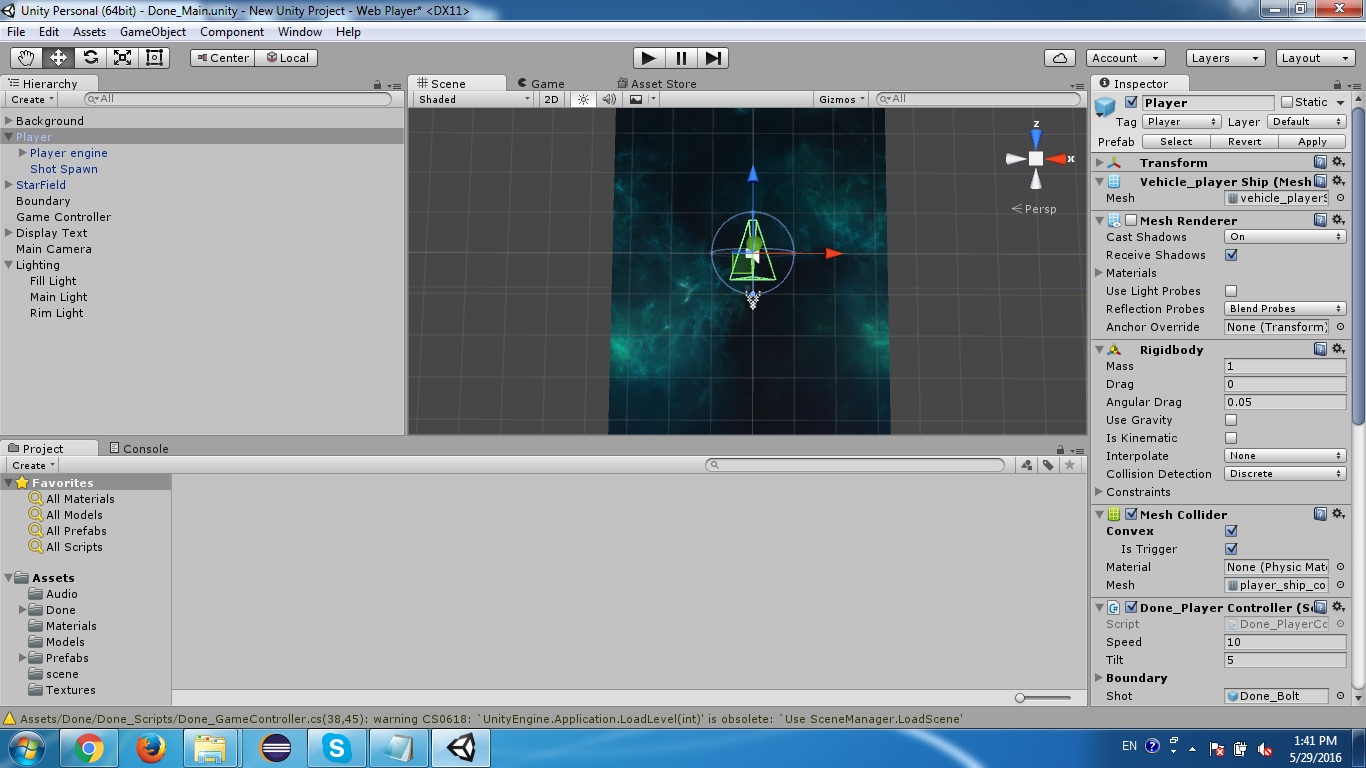 Unity Personal (64bit) - Done_Main.unity - New Unity Project - Web Player* <DX11>
File Edit Assets GameObject Component Window Help
Center Local
Account Layers Layout
Hierarchy
Create All
Background
Player
Player engine
Shot Spawn
StarField
Boundary
Game Controller
Display Text
Main Camera
Lighting
Fill Light
Main Light
Rim Light
Scene Game Asset Store
Shaded 2D Gizmos All
z
x
Persp
Inspector
Player Static
Tag Player Layer Default
Prefab Select Revert Apply
Transform
Vehicle_player Ship (Mesh
Mesh vehicle_playerS
Mesh Renderer
Cast Shadows On
Receive Shadows
Materials
Use Light Probes
Reflection Probes Blend Probes
Anchor Override None (Transform)
Rigidbody
Mass 1
Drag 0
Angular Drag 0.05
Use Gravity
Is Kinematic
Interpolate None
Collision Detection Discrete
Constraints
Mesh Collider
Convex
Is Trigger
Material None (Physic Mat
Mesh player_ship_co
Done_Player Controller (Sc
Script Done_PlayerCo
Speed 10
Tilt 5
Boundary
Shot Done_Bolt
Project Console
Create
Favorites
All Materials
All Models
All Prefabs
All Scripts
Assets
Audio
Done
Materials
Models
Prefabs
scene
Textures
Assets/Done/Done_Scripts/Done_GameController.cs(38,45): warning CS0618: `UnityEngine.Application.LoadLevel(int)' is obsolete: `Use SceneManager.LoadScene'
EN
1:41 PM
5/29/2016